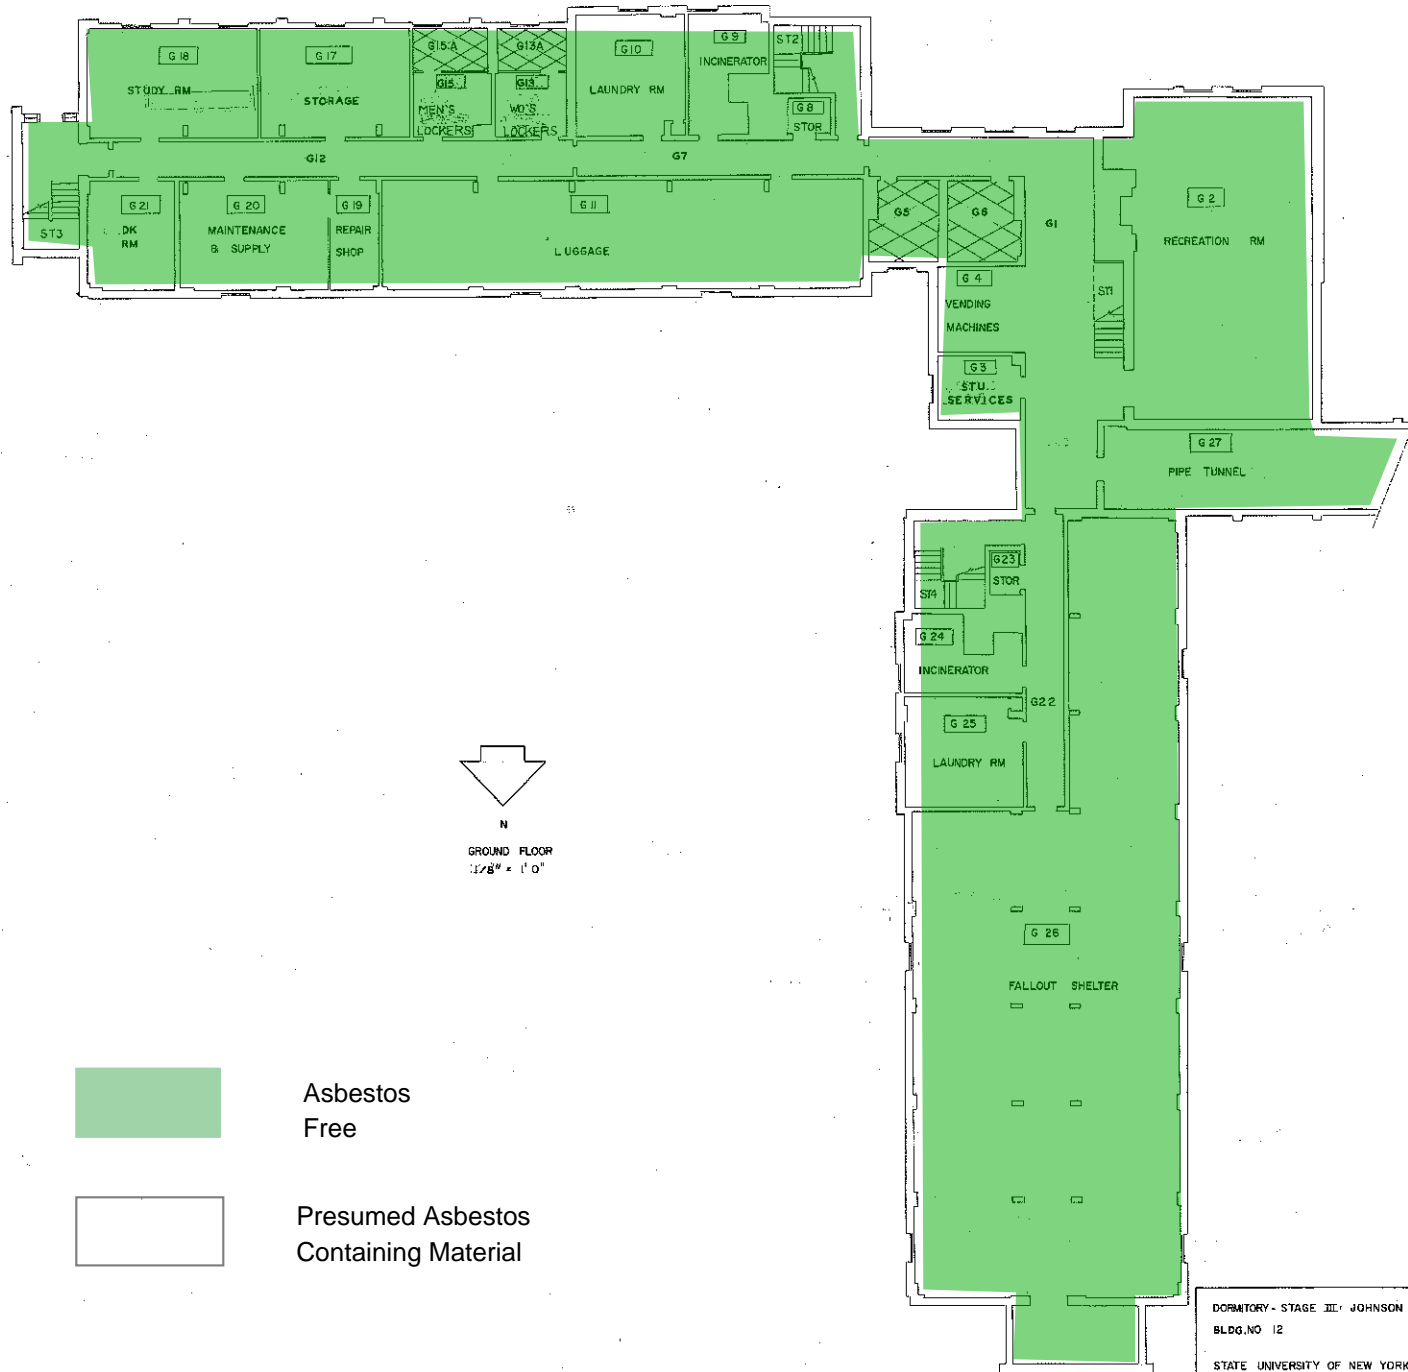 G 18
STUDY RM
G 17
STORAGE
G15A
G13A
G15
MEN'S
LOCKERS
G13
WO'S
LOCKERS
G10
LAUNDRY RM
G 9
INCINERATOR
ST2
G 8
STOR
G12
G7
G 21
RM
ST3
G 20
MAINTENANCE
& SUPPLY
G 19
REPAIR
SHOP
G 11
LUGGAGE
G5
G6
G1
G 2
RECREATION RM
G 4
VENDING
MACHINES
ST1
G 3
STU.
SERVICES
G 27
PIPE TUNNEL
G23
STOR
ST4
G 24
INCINERATOR
G22
G 25
LAUNDRY RM
N
GROUND FLOOR
1/8" = 1' 0"
G 26
FALLOUT SHELTER
Asbestos
Free
Presumed Asbestos
Containing Material
DORMITORY - STAGE III JOHNSON
BLDG. NO 12
STATE UNIVERSITY OF NEW YORK